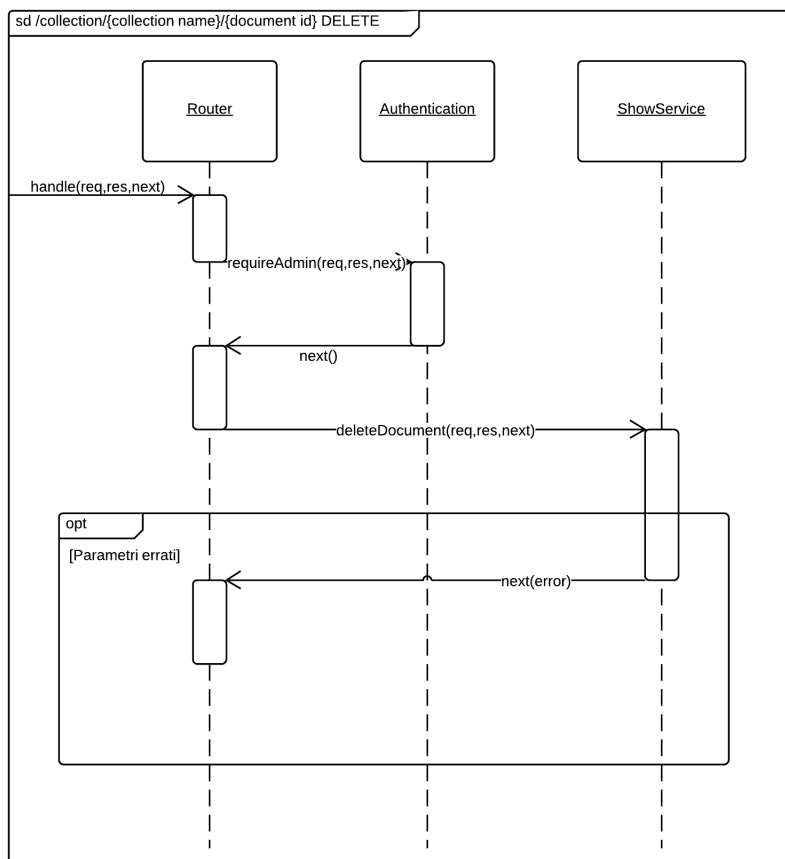 sd /collection/{collection name}/{document id} DELETE
Router
Authentication
ShowService
handle(req,res,next)
requireAdmin(req,res,next)
next()
deleteDocument(req,res,next)
opt
[Parametri errati]
next(error)